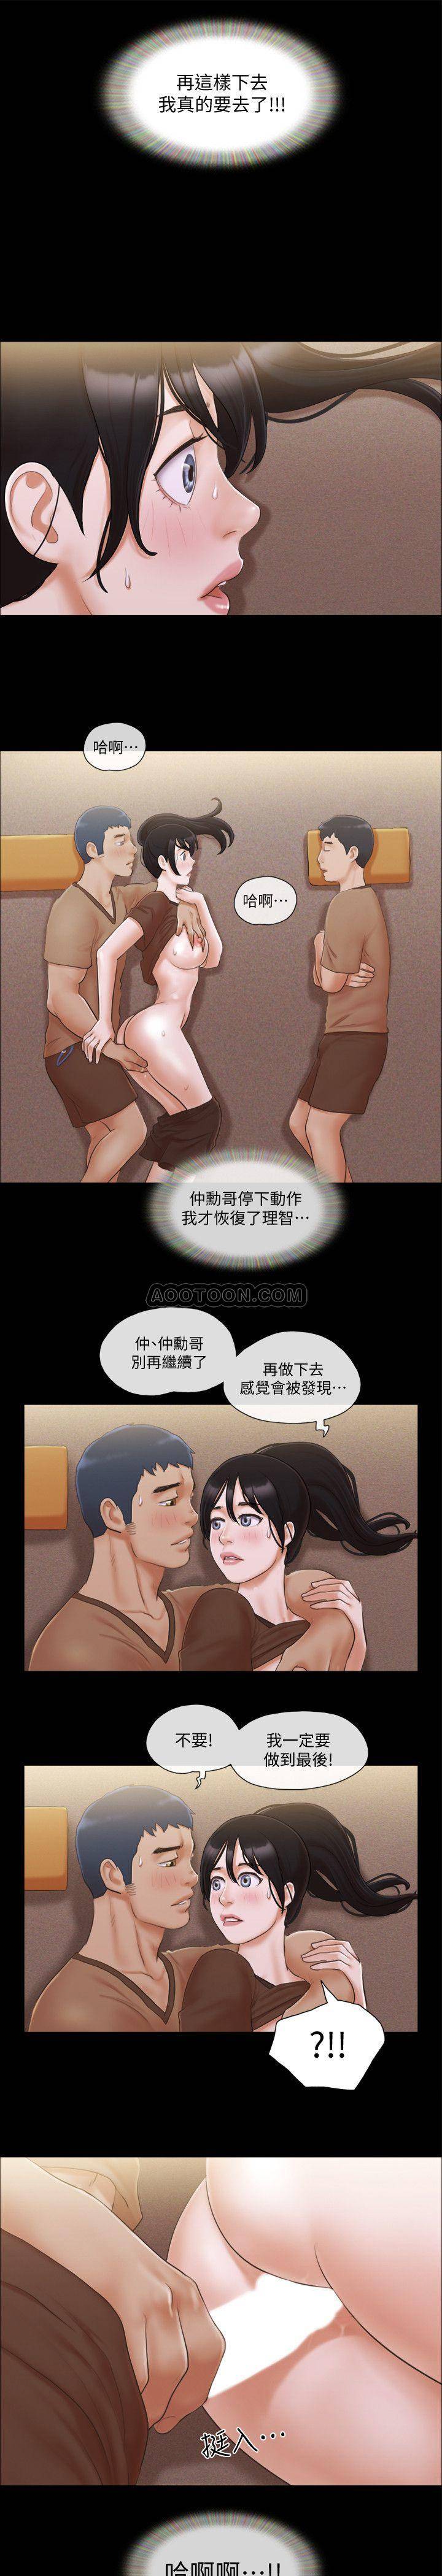 再這樣下去
我真的要去了!!!
哈啊⋯
哈啊⋯
仲勳哥停下動作
我才恢復了理智⋯
AOOTOON.COM
仲、仲勳哥
別再繼續了
再做下去
感覺會被發現⋯
不要!
我一定要
做到最後!
?!!
挺入⋯
哈啊啊⋯!!